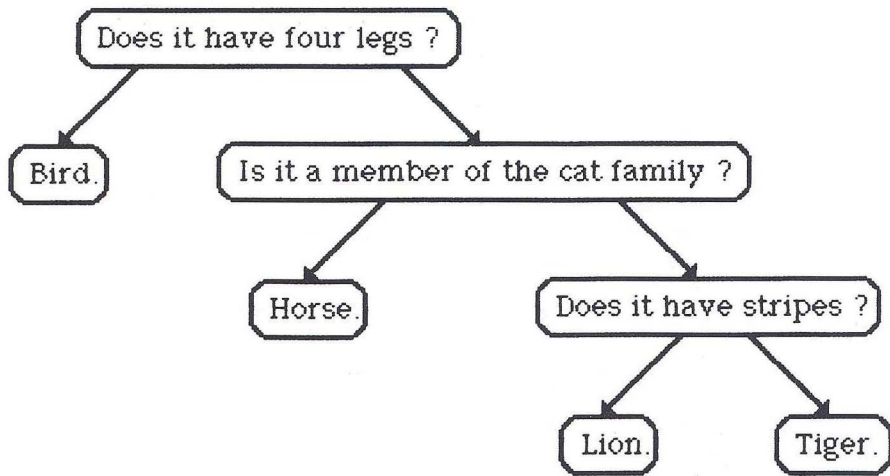 Does it have four legs ?
Bird.
Is it a member of the cat family ?
Horse.
Does it have stripes ?
Lion.
Tiger.